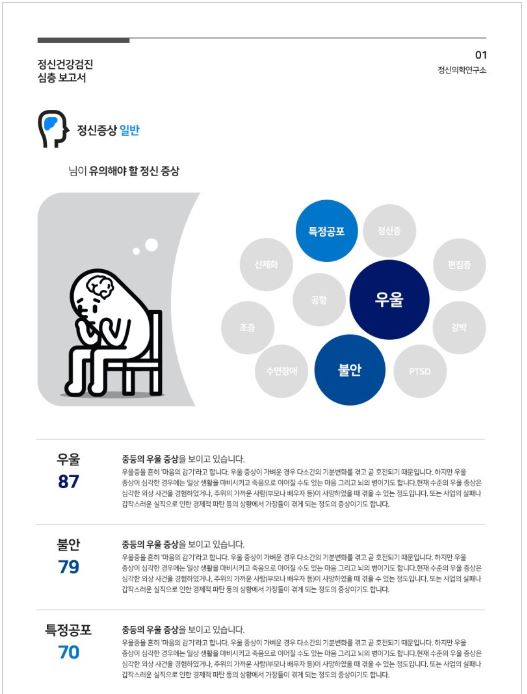 정신건강검진
심층 보고서
01
정신의학연구소
정신증상 일반
님이 유의해야 할 정신 증상
특정공포
정신증
신체화
편집증
공황
우울
조증
강박
수면장애
불안
PTSD
우울
87
중등의 우울 증상을 보이고 있습니다.
우울증을 흔히 '마음의 감기'라고 합니다. 우울 증상이 가벼운 경우 다소간의 기분변화를 겪고 곧 호전되기 때문입니다. 하지만 우울
증상이 심각한 경우에는 일상 생활을 마비시키고 죽음으로 이어질 수도 있는 마음 그리고 뇌의 병이기도 합니다.현재 수준의 우울 증상은
심각한 외상 사건을 경험하였거나, 주위의 가까운 사람(부모나 배우자 등)이 사망하였을 때 겪을 수 있는 정도입니다. 또는 사업의 실패나
갑작스러운 실직으로 인한 경제적 파탄 등의 상황에서 가장들이 겪게 되는 정도의 증상이기도 합니다.
불안
79
중등의 우울 증상을 보이고 있습니다.
우울증을 흔히 '마음의 감기'라고 합니다. 우울 증상이 가벼운 경우 다소간의 기분변화를 겪고 곧 호전되기 때문입니다. 하지만 우울
증상이 심각한 경우에는 일상 생활을 마비시키고 죽음으로 이어질 수도 있는 마음 그리고 뇌의 병이기도 합니다.현재 수준의 우울 증상은
심각한 외상 사건을 경험하였거나, 주위의 가까운 사람(부모나 배우자 등)이 사망하였을 때 겪을 수 있는 정도입니다. 또는 사업의 실패나
갑작스러운 실직으로 인한 경제적 파탄 등의 상황에서 가장들이 겪게 되는 정도의 증상이기도 합니다.
특정공포
70
중등의 우울 증상을 보이고 있습니다.
우울증을 흔히 '마음의 감기'라고 합니다. 우울 증상이 가벼운 경우 다소간의 기분변화를 겪고 곧 호전되기 때문입니다. 하지만 우울
증상이 심각한 경우에는 일상 생활을 마비시키고 죽음으로 이어질 수도 있는 마음 그리고 뇌의 병이기도 합니다.현재 수준의 우울 증상은
심각한 외상 사건을 경험하였거나, 주위의 가까운 사람(부모나 배우자 등)이 사망하였을 때 겪을 수 있는 정도입니다. 또는 사업의 실패나
갑작스러운 실직으로 인한 경제적 파탄 등의 상황에서 가장들이 겪게 되는 정도의 증상이기도 합니다.